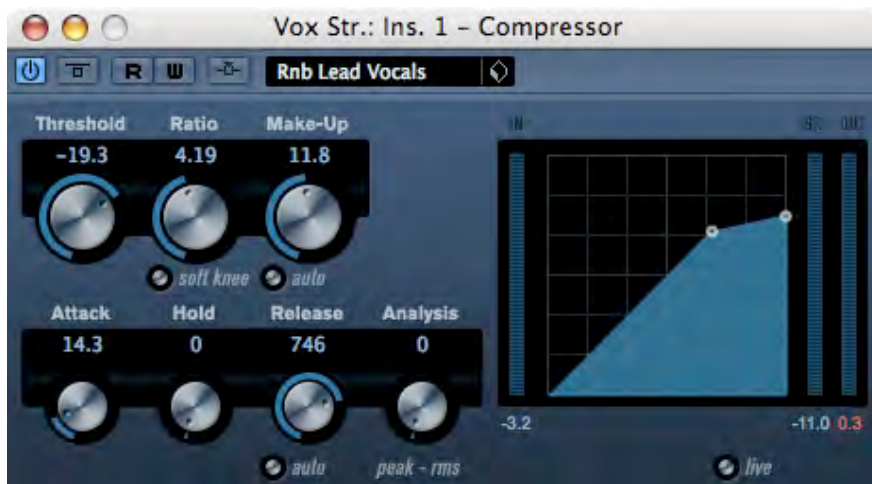 Vox Str.: Ins. 1 – Compressor
R W Rnb Lead Vocals
Threshold Ratio Make-Up
-19.3 4.19 11.8
soft knee auto
Attack Hold Release Analysis
14.3 0 746 0
auto peak - rms
IN GR OUT
-3.2 -11.0 0.3
live